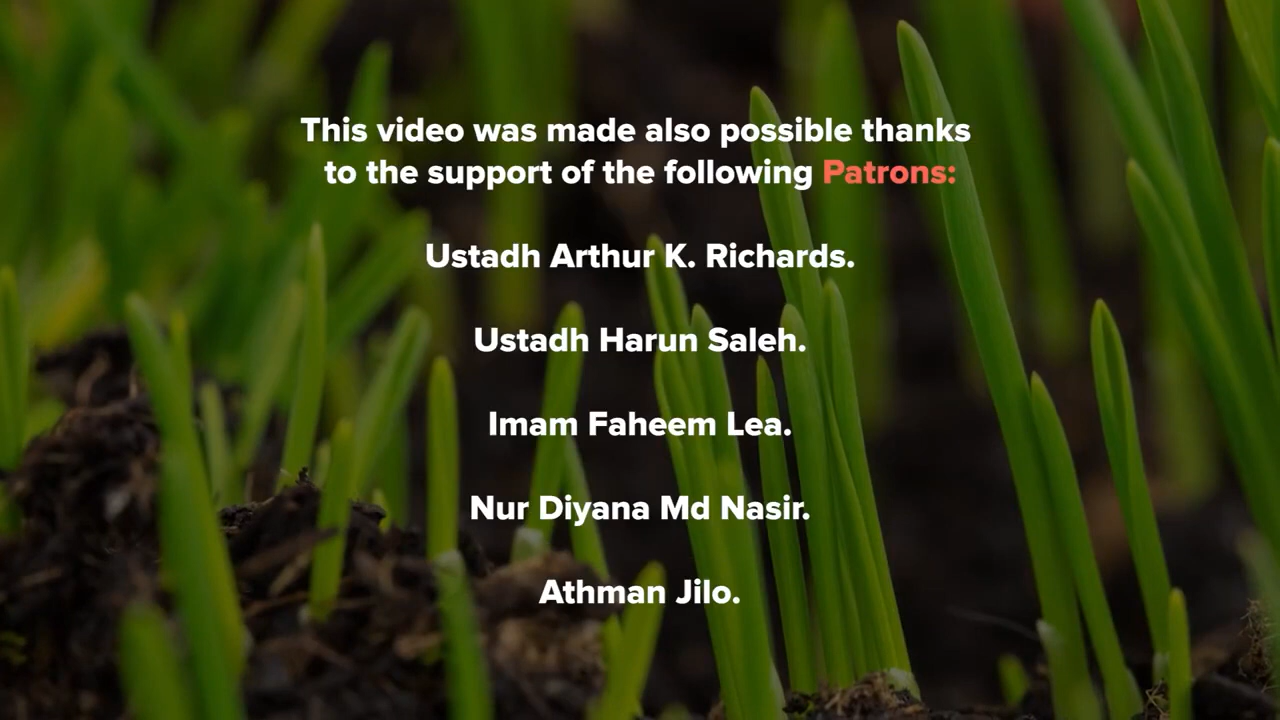 This video was made also possible thanks
to the support of the following Patrons:
Ustadh Arthur K. Richards.
Ustadh Harun Saleh.
Imam Faheem Lea.
Nur Diyana Md Nasir.
Athman Jilo.